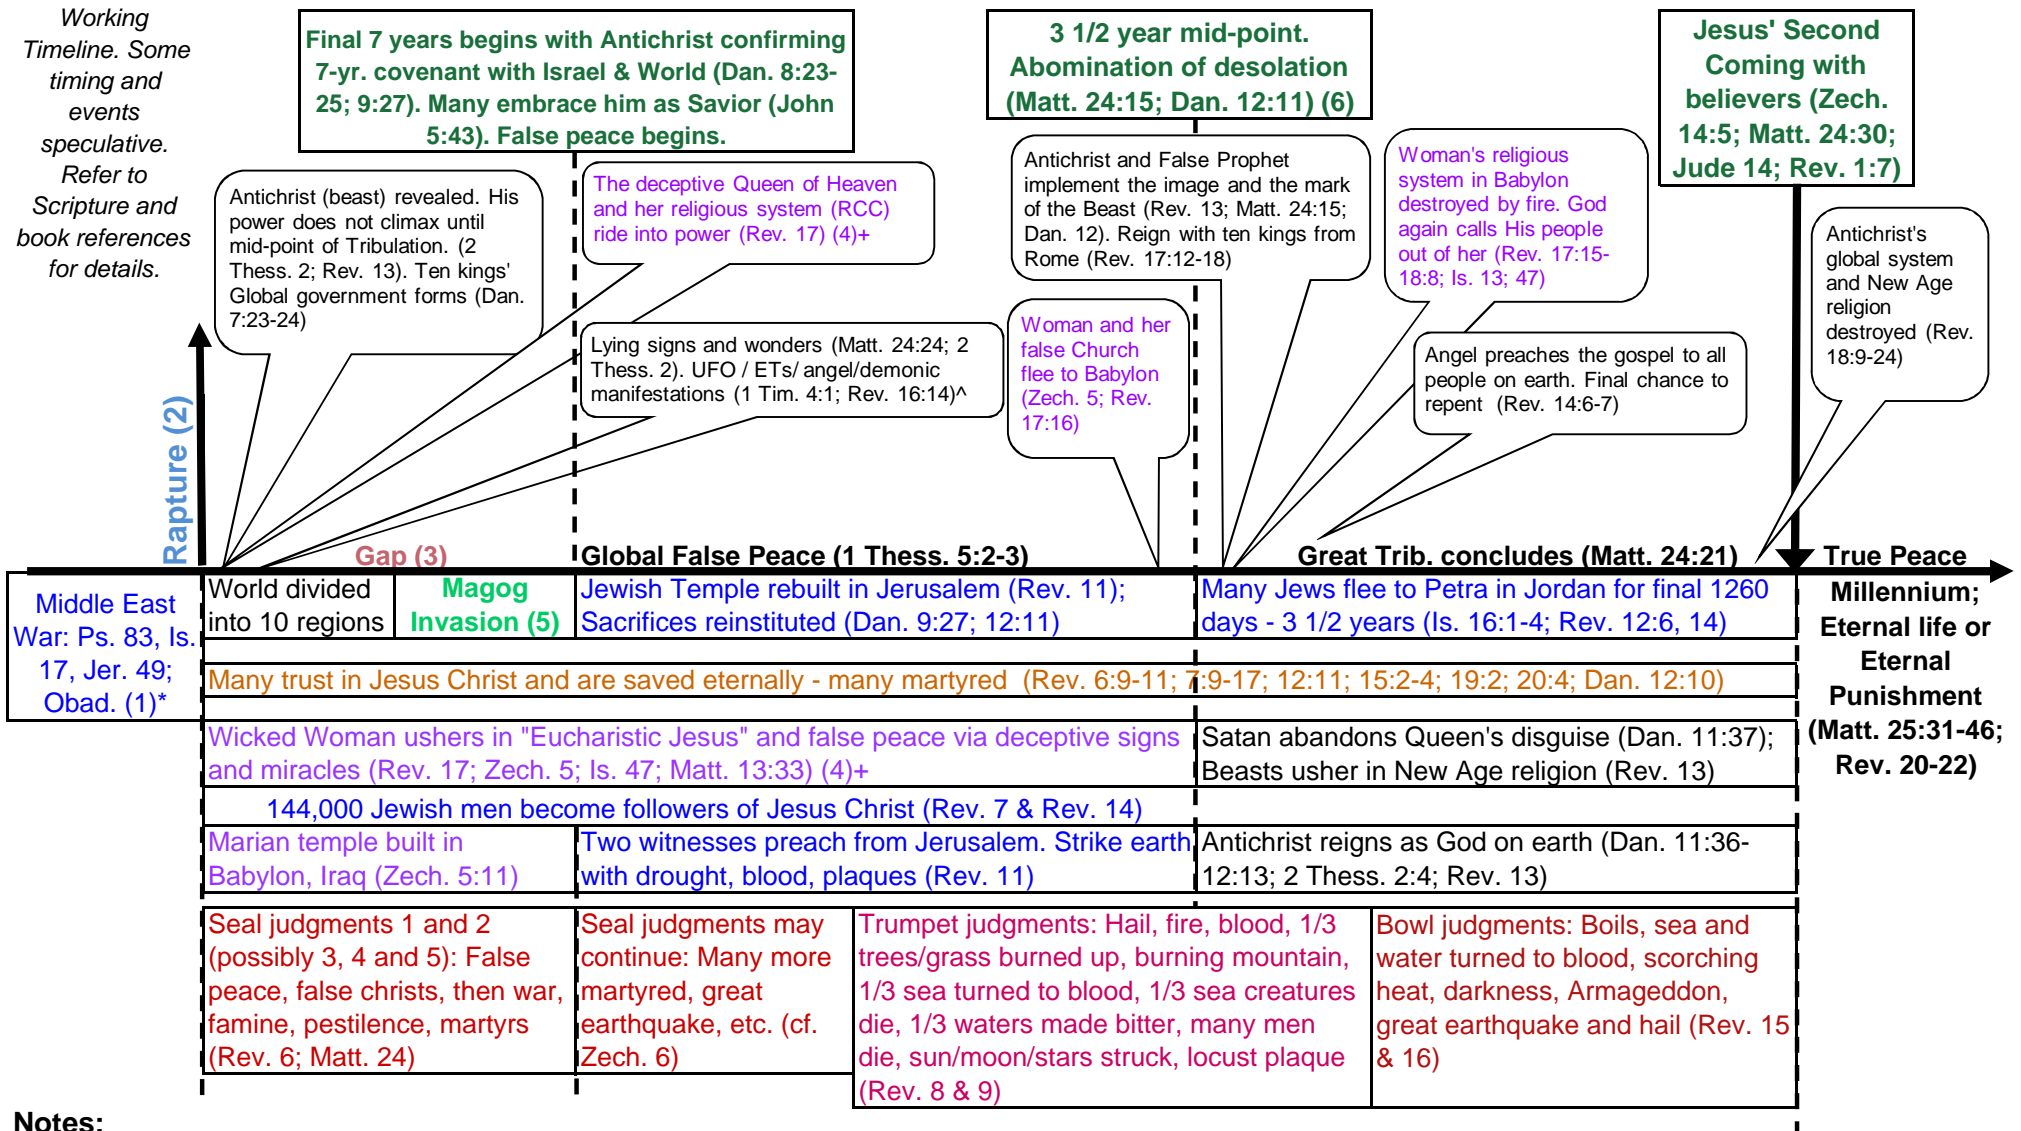 Working
Timeline. Some
timing and
events
speculative.
Refer to
Scripture and
book references
for details.
Final 7 years begins with Antichrist confirming
7-yr. covenant with Israel & World (Dan. 8:23-
25; 9:27). Many embrace him as Savior (John
5:43). False peace begins.
3 1/2 year mid-point.
Abomination of desolation
(Matt. 24:15; Dan. 12:11) (6)
Jesus' Second
Coming with
believers (Zech.
14:5; Matt. 24:30;
Jude 14; Rev. 1:7)
Antichrist (beast) revealed. His
power does not climax until
mid-point of Tribulation. (2
Thess. 2; Rev. 13). Ten kings'
Global government forms (Dan.
7:23-24)
The deceptive Queen of Heaven
and her religious system (RCC)
ride into power (Rev. 17) (4)+
Lying signs and wonders (Matt. 24:24; 2
Thess. 2). UFO / ETs/ angel/demonic
manifestations (1 Tim. 4:1; Rev. 16:14)^
Antichrist and False Prophet
implement the image and the mark
of the Beast (Rev. 13; Matt. 24:15;
Dan. 12). Reign with ten kings from
Rome (Rev. 17:12-18)
Woman and her
false Church
flee to Babylon
(Zech. 5; Rev.
17:16)
Woman's religious
system in Babylon
destroyed by fire. God
again calls His people
out of her (Rev. 17:15-
18:8; Is. 13; 47)
Angel preaches the gospel to all
people on earth. Final chance to
repent (Rev. 14:6-7)
Antichrist's
global system
and New Age
religion
destroyed (Rev.
18:9-24)
Rapture (2)
Gap (3)
Global False Peace (1 Thess. 5:2-3)
Great Trib. concludes (Matt. 24:21)
True Peace
Middle East
War: Ps. 83, Is.
17, Jer. 49;
Obad. (1)*
World divided
into 10 regions
Magog
Invasion (5)
Jewish Temple rebuilt in Jerusalem (Rev. 11);
Sacrifices reinstituted (Dan. 9:27; 12:11)
Many Jews flee to Petra in Jordan for final 1260
days - 3 1/2 years (Is. 16:1-4; Rev. 12:6, 14)
Millennium;
Eternal life or
Eternal
Punishment
(Matt. 25:31-46;
Rev. 20-22)
Many trust in Jesus Christ and are saved eternally - many martyred (Rev. 6:9-11; 7:9-17; 12:11; 15:2-4; 19:2; 20:4; Dan. 12:10)
Wicked Woman ushers in "Eucharistic Jesus" and false peace via deceptive signs
and miracles (Rev. 17; Zech. 5; Is. 47; Matt. 13:33) (4)+
Satan abandons Queen's disguise (Dan. 11:37);
Beasts usher in New Age religion (Rev. 13)
144,000 Jewish men become followers of Jesus Christ (Rev. 7 & Rev. 14)
Marian temple built in
Babylon, Iraq (Zech. 5:11)
Two witnesses preach from Jerusalem. Strike earth
with drought, blood, plaques (Rev. 11)
Antichrist reigns as God on earth (Dan. 11:36-
12:13; 2 Thess. 2:4; Rev. 13)
Seal judgments 1 and 2
(possibly 3, 4 and 5): False
peace, false christs, then war,
famine, pestilence, martyrs
(Rev. 6; Matt. 24)
Seal judgments may
continue: Many more
martyred, great
earthquake, etc. (cf.
Zech. 6)
Trumpet judgments: Hail, fire, blood, 1/3
trees/grass burned up, burning mountain,
1/3 sea turned to blood, 1/3 sea creatures
die, 1/3 waters made bitter, many men
die, sun/moon/stars struck, locust plaque
(Rev. 8 & 9)
Bowl judgments: Boils, sea and
water turned to blood, scorching
heat, darkness, Armageddon,
great earthquake and hail (Rev. 15
& 16)
Notes: